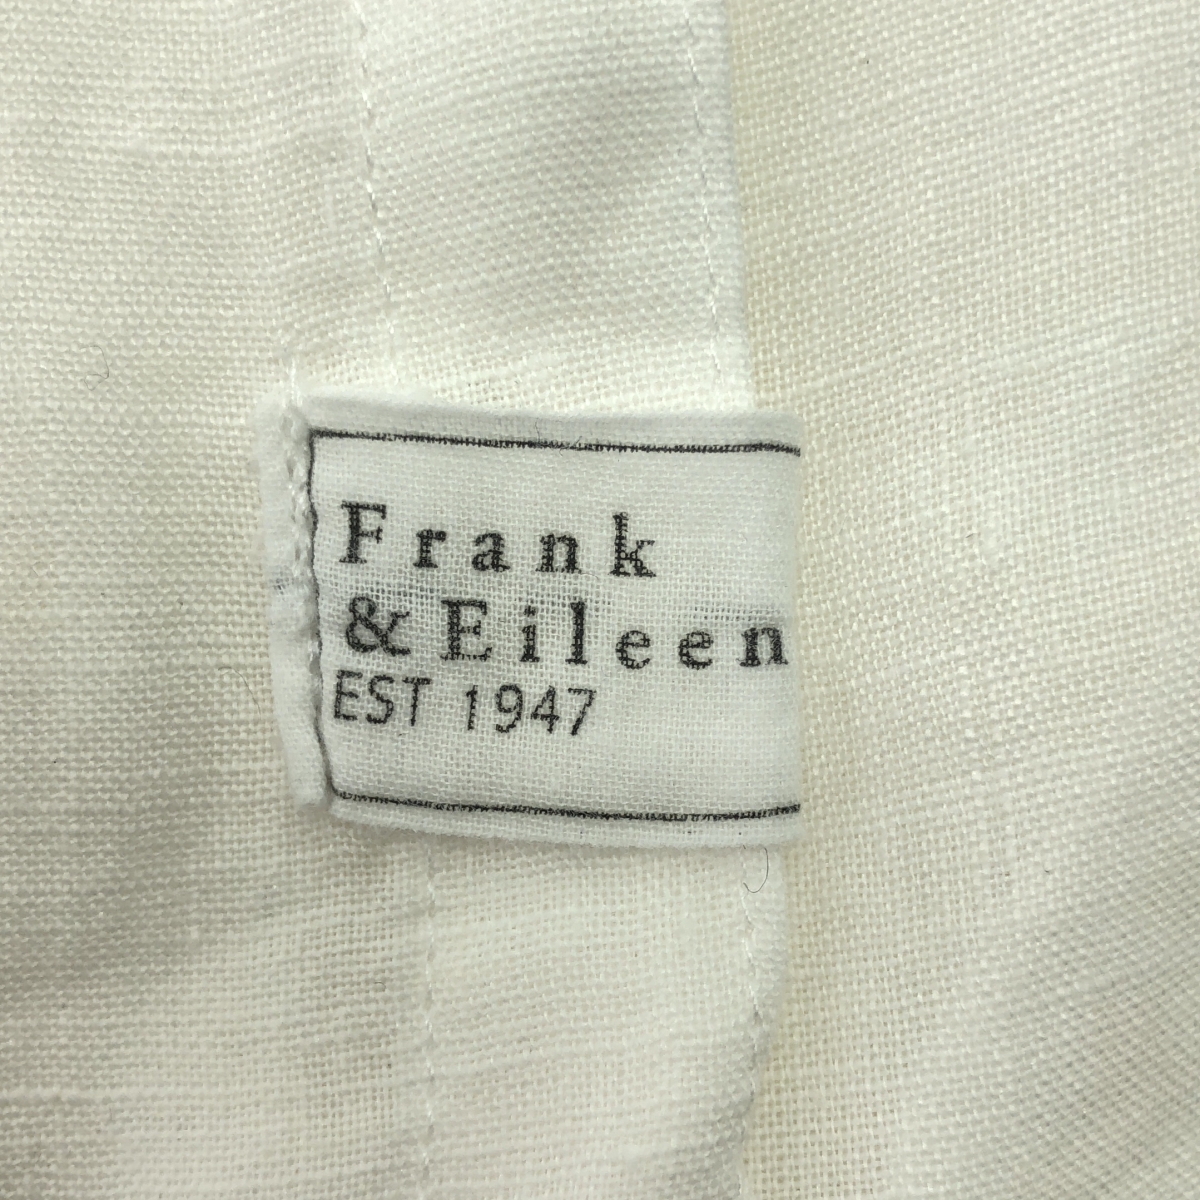 Frank
& Eileen
EST 1947